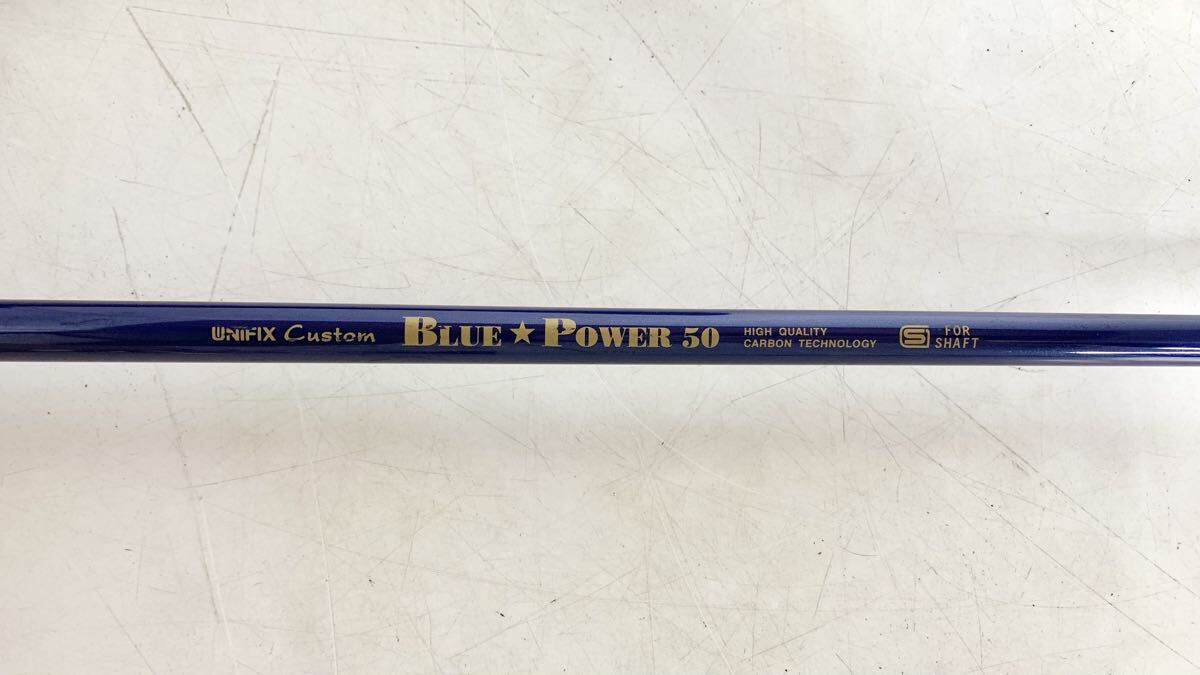 UNIFIX Custom BLUE★POWER 50
HIGH QUALITY
CARBON TECHNOLOGY
S FOR
SHAFT